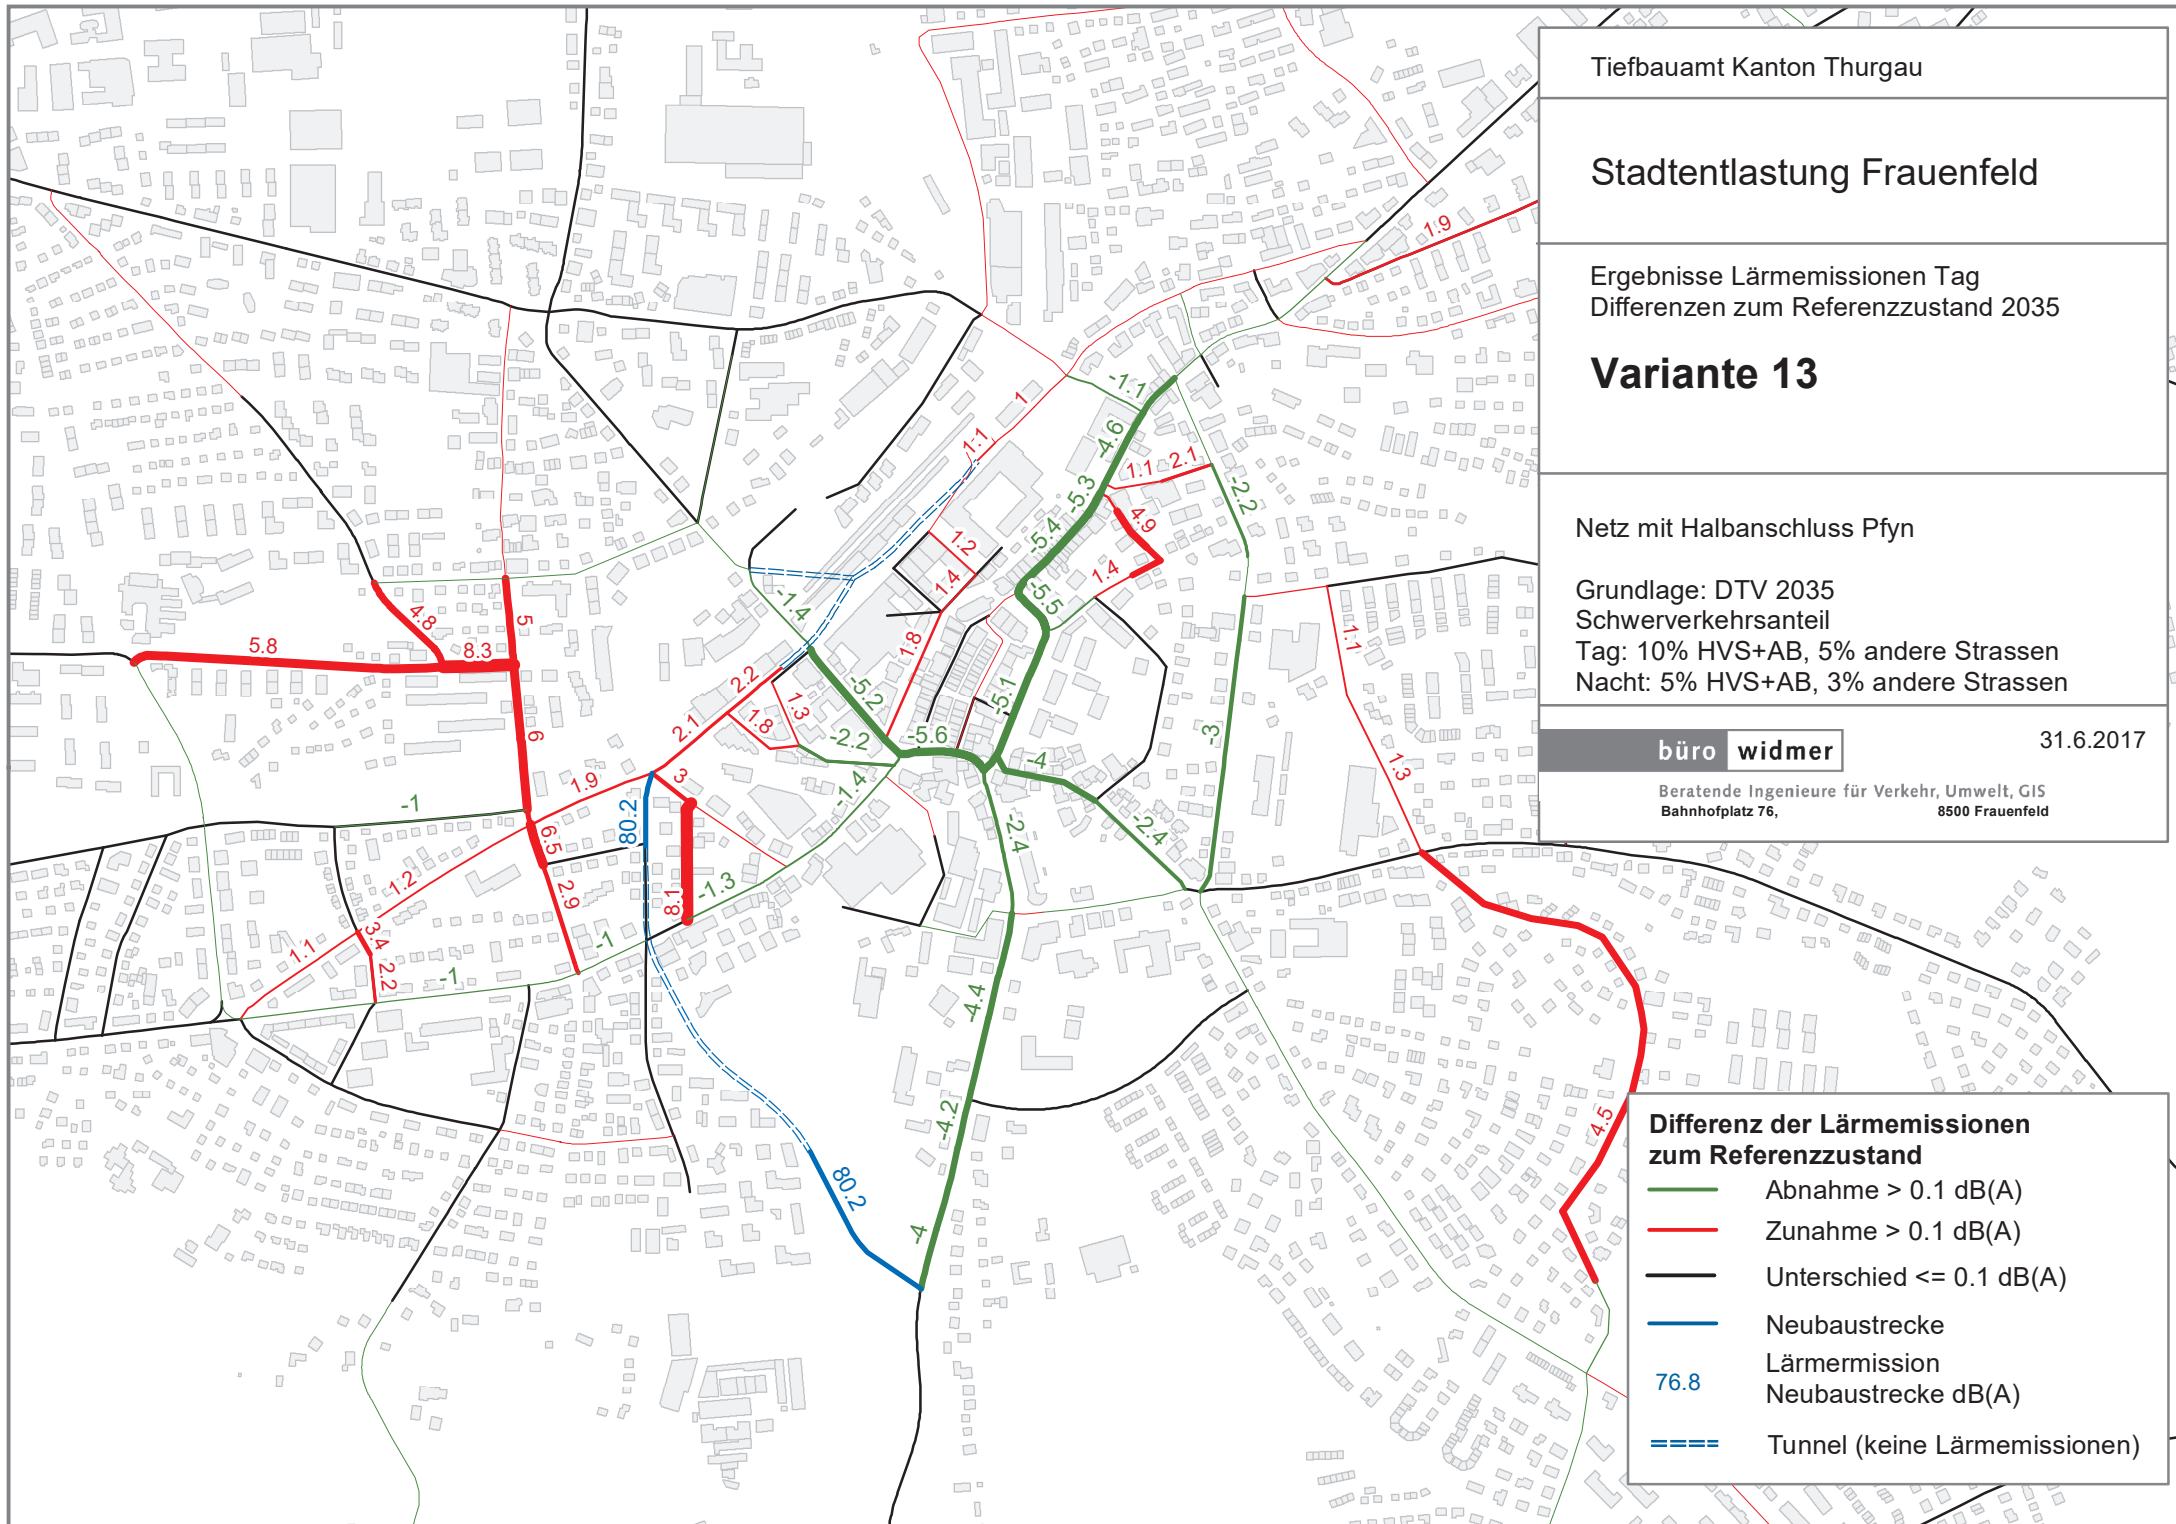 Tiefbauamt Kanton Thurgau
Stadtentlastung Frauenfeld
Ergebnisse Lärmemissionen Tag
Differenzen zum Referenzzustand 2035
Variante 13
Netz mit Halbanschluss Pfyn
Grundlage: DTV 2035
Schwerverkehrsanteil
Tag: 10% HVS+AB, 5% andere Strassen
Nacht: 5% HVS+AB, 3% andere Strassen
büro widmer
31.6.2017
Beratende Ingenieure für Verkehr, Umwelt, GIS
Bahnhofplatz 76, 8500 Frauenfeld
1.9
-1.1
1
1.1
-4.6
1.1
2.1
-5.3
-2.2
4.9
-5.4
1.2
1.4
1.4
-5.5
-1.4
4.8
5
5.8
8.3
1.8
1.1
2.2
-5.2
1.3
-5.1
1.8
2.1
-2.2
-5.6
-3
6
-4
1.3
1.9
3
-1.4
-1
80.2
-2.4
-2.4
6.5
1.2
2.9
8.1
-1.3
3.4
-1
1.1
2.2
-1
-4.4
-4.2
4.5
80.2
-4
Differenz der Lärmemissionen
zum Referenzzustand
Abnahme > 0.1 dB(A)
Zunahme > 0.1 dB(A)
Unterschied <= 0.1 dB(A)
Neubaustrecke
Lärmermission
76.8
Neubaustrecke dB(A)
Tunnel (keine Lärmemissionen)